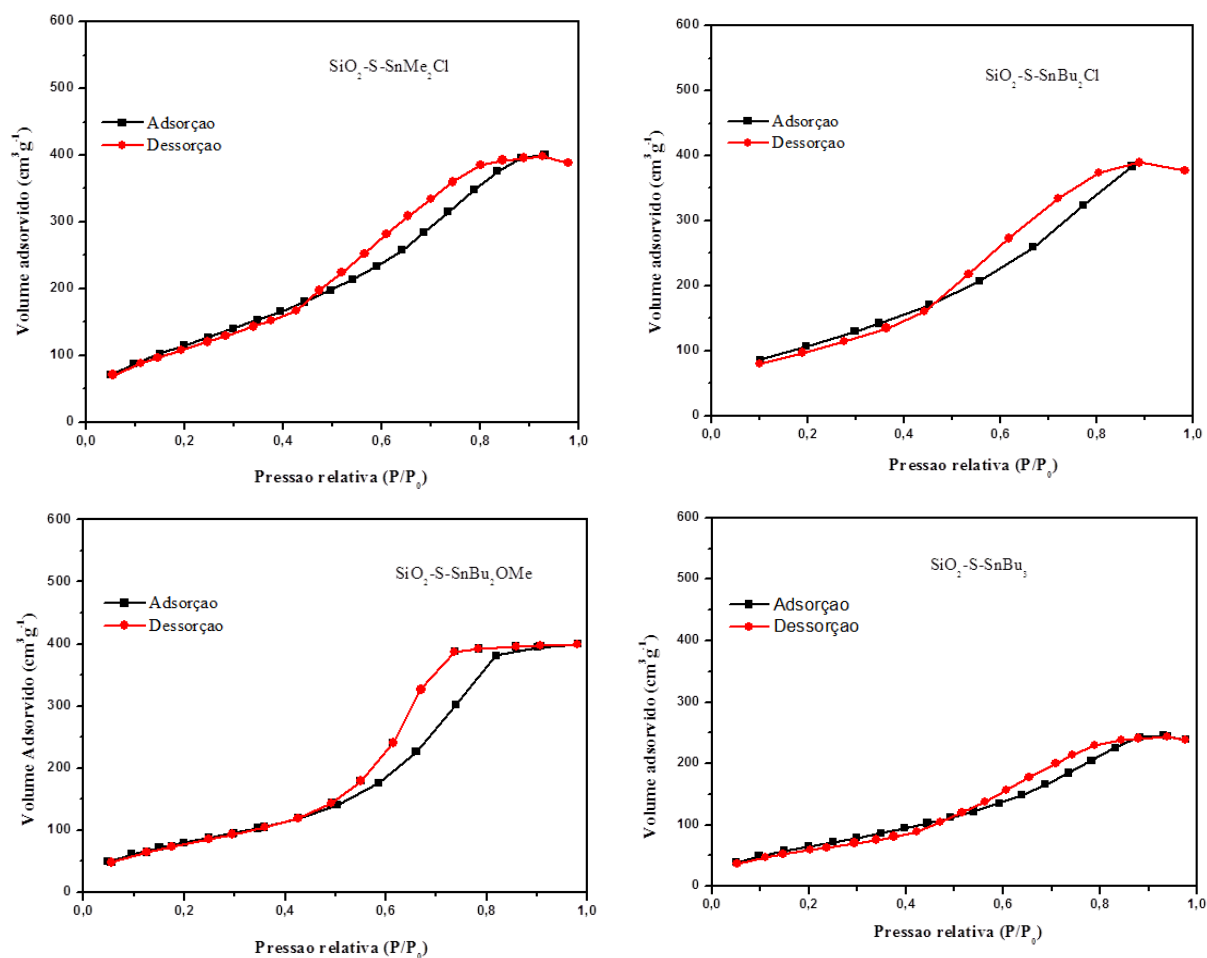 600
500
400
300
200
100
0
Volume adsorvido (cm³g⁻¹)
SiO₂-S-SnMe₂Cl
Adsorçao
Dessorçao
0,0 0,2 0,4 0,6 0,8 1,0
Pressao relativa (P/P₀)
600
500
400
300
200
100
0
Volume adsorvido (cm³g⁻¹)
SiO₂-S-SnBu₂Cl
Adsorçao
Dessorçao
0,0 0,2 0,4 0,6 0,8 1,0
Pressao relativa (P/P₀)
600
500
400
300
200
100
0
Volume Adsorvido (cm³g⁻¹)
SiO₂-S-SnBu₂OMe
Adsorçao
Dessorçao
0,0 0,2 0,4 0,6 0,8 1,0
Pressao relativa (P/P₀)
600
500
400
300
200
100
0
Volume adsorvido (cm³g⁻¹)
SiO₂-S-SnBu₃
Adsorçao
Dessorçao
0,0 0,2 0,4 0,6 0,8 1,0
Pressao relativa (P/P₀)